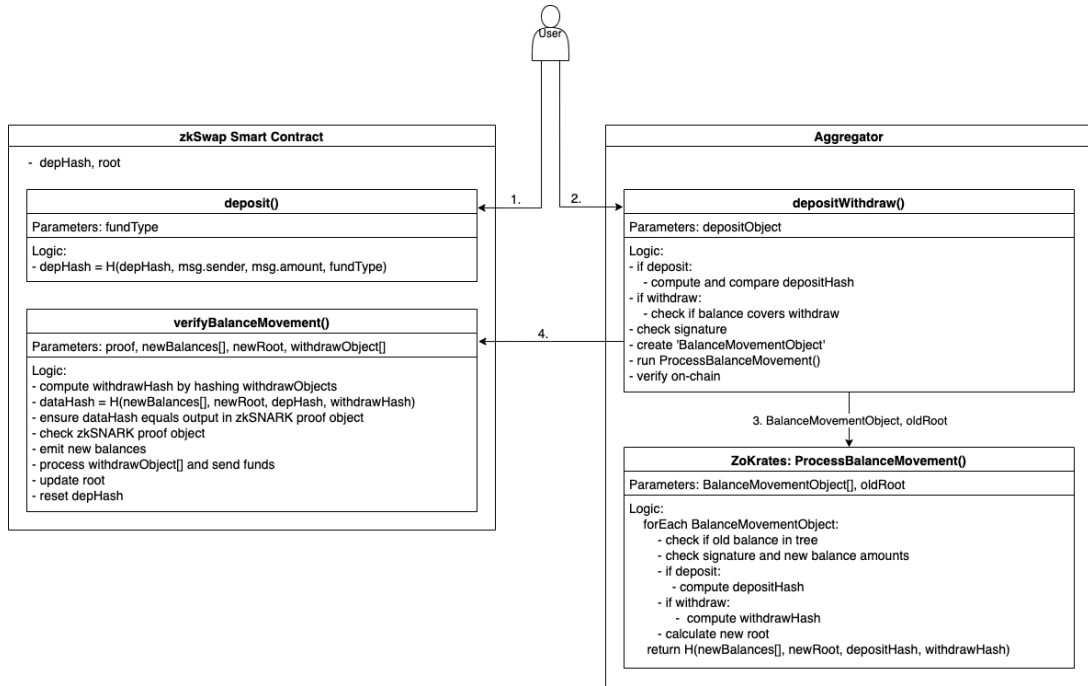 User
zkSwap Smart Contract
- depHash, root
deposit()
Parameters: fundType
Logic:
- depHash = H(depHash, msg.sender, msg.amount, fundType)
verifyBalanceMovement()
Parameters: proof, newBalances[], newRoot, withdrawObject[]
Logic:
- compute withdrawHash by hashing withdrawObjects
- dataHash = H(newBalances[], newRoot, depHash, withdrawHash)
- ensure dataHash equals output in zkSNARK proof object
- check zkSNARK proof object
- emit new balances
- process withdrawObject[] and send funds
- update root
- reset depHash
1.
2.
4.
Aggregator
depositWithdraw()
Parameters: depositObject
Logic:
- if deposit:
- compute and compare depositHash
- if withdraw:
- check if balance covers withdraw
- check signature
- create 'BalanceMovementObject'
- run ProcessBalanceMovement()
- verify on-chain
3. BalanceMovementObject, oldRoot
ZoKrates: ProcessBalanceMovement()
Parameters: BalanceMovementObject[], oldRoot
Logic:
forEach BalanceMovementObject:
- check if old balance in tree
- check signature and new balance amounts
- if deposit:
- compute depositHash
- if withdraw:
- compute withdrawHash
- calculate new root
return H(newBalances[], newRoot, depositHash, withdrawHash)